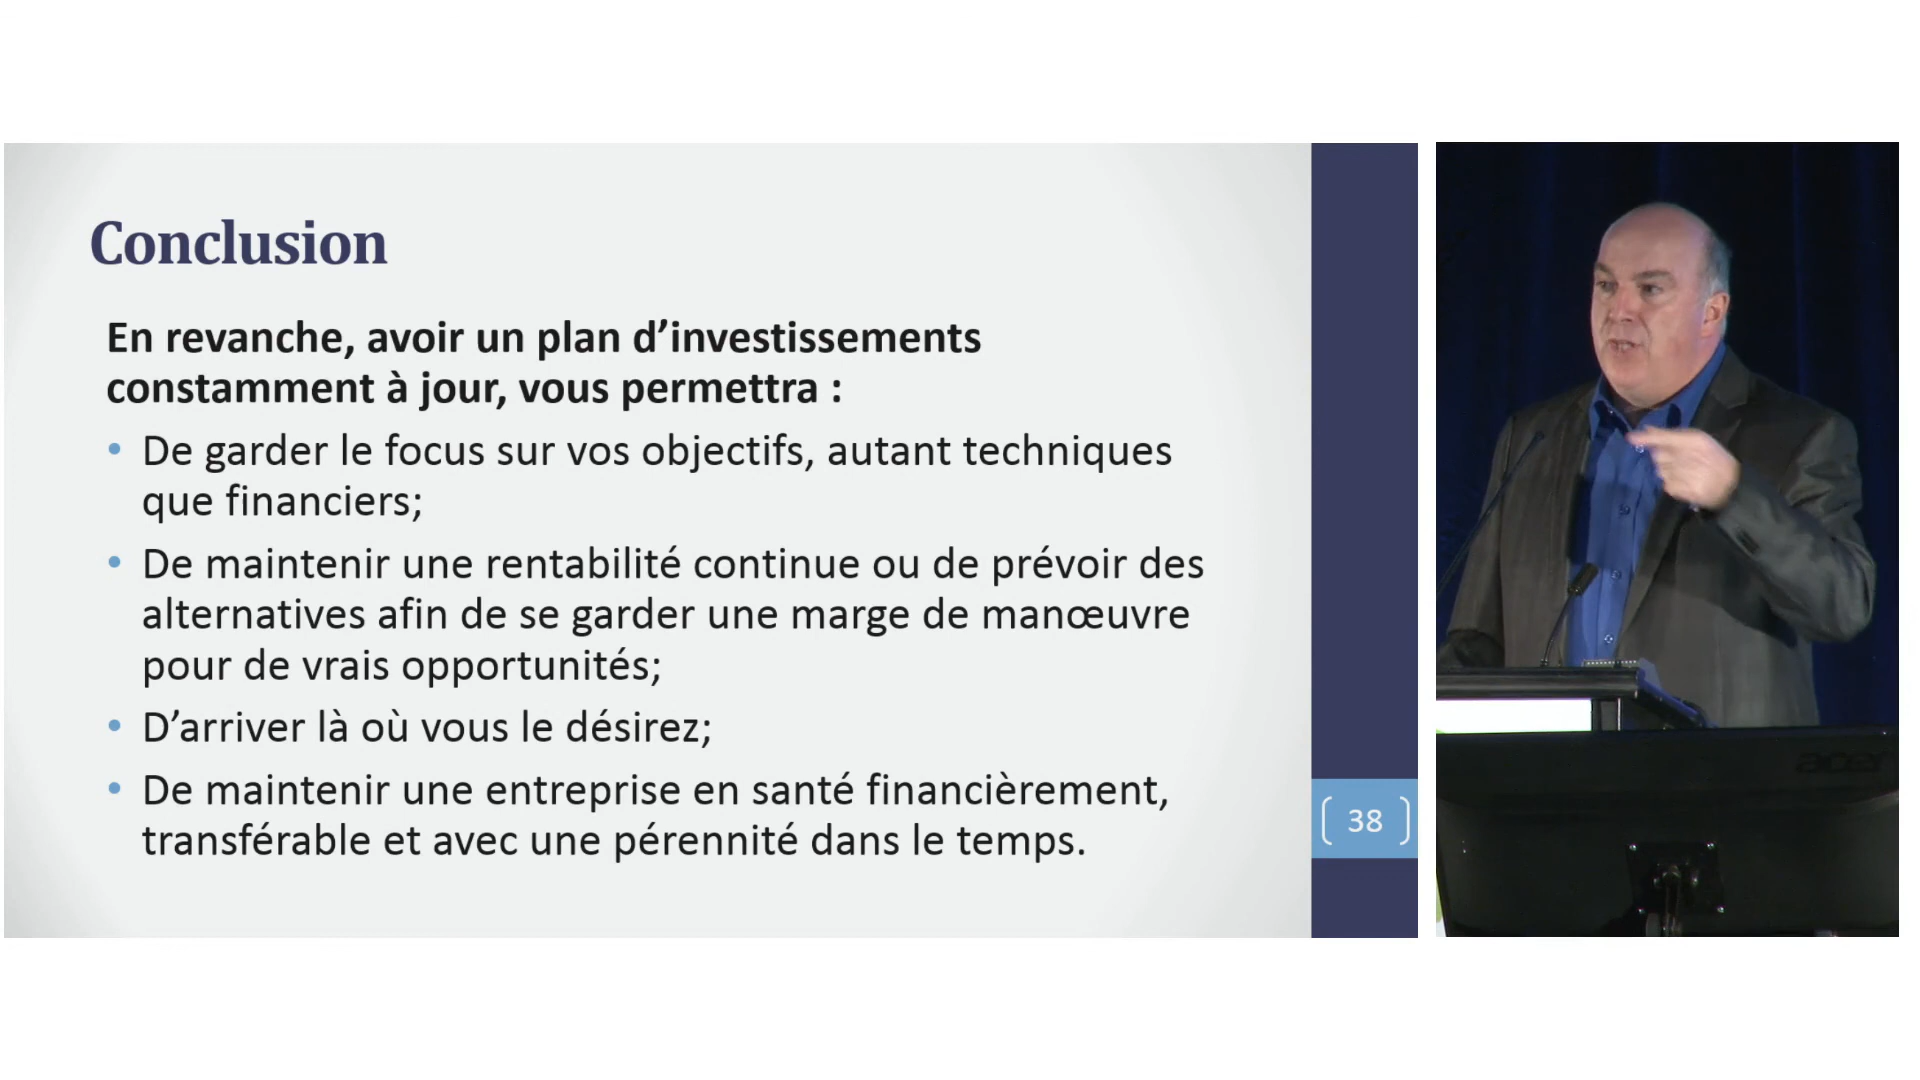 Conclusion
En revanche, avoir un plan d’investissements
constamment à jour, vous permettra :
• De garder le focus sur vos objectifs, autant techniques
que financiers;
• De maintenir une rentabilité continue ou de prévoir des
alternatives afin de se garder une marge de manœuvre
pour de vrais opportunités;
• D’arriver là où vous le désirez;
• De maintenir une entreprise en santé financièrement,
transférable et avec une pérennité dans le temps.
38
acer